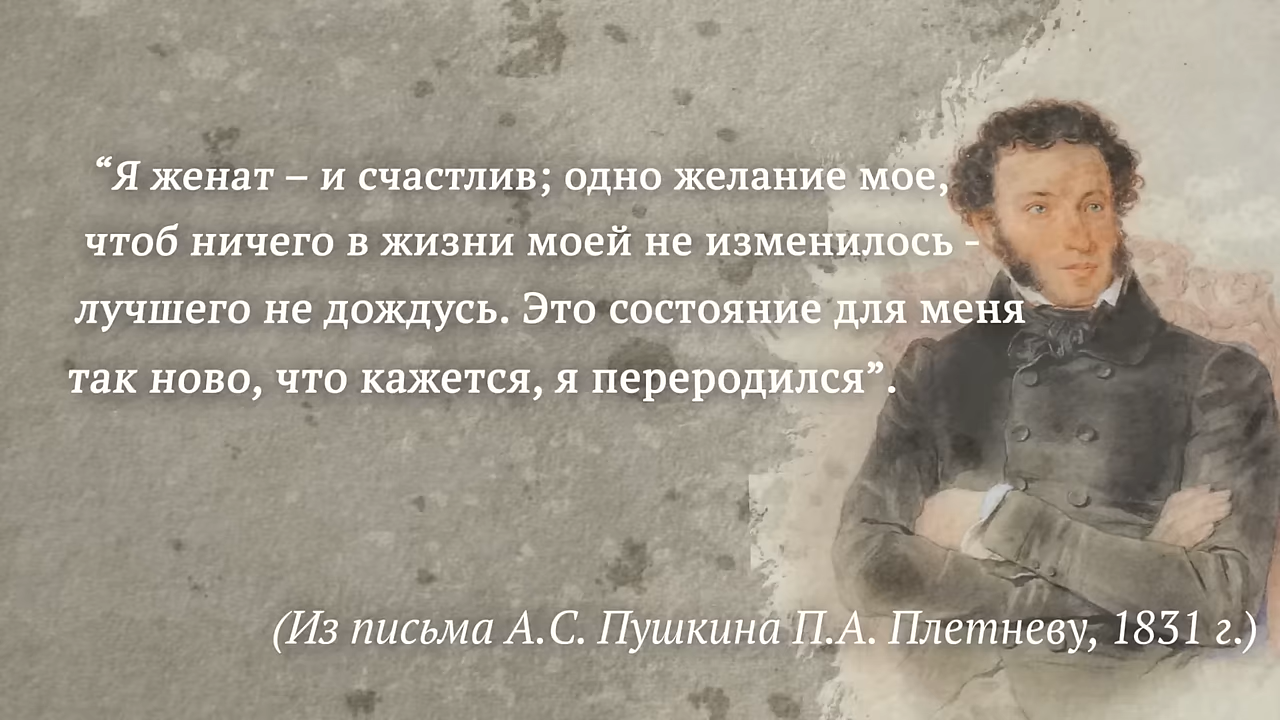 “Я женат – и счастлив; одно желание мое,
чтоб ничего в жизни моей не изменилось -
лучшего не дождусь. Это состояние для меня
так ново, что кажется, я переродился”.
(Из письма А.С. Пушкина П.А. Плетневу, 1831 г.)